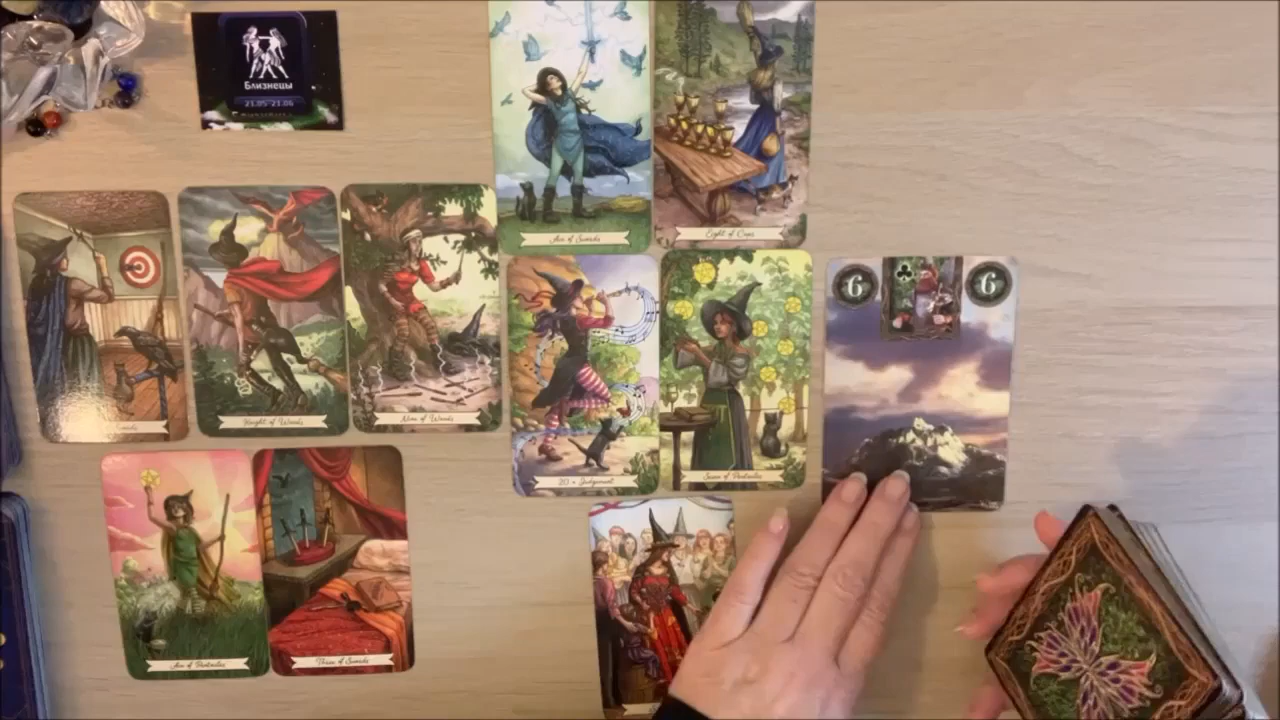 Близнецы
21.05-21.06
Ace of Swords
Eight of Cups
6 6
Knight of Wands
Nine of Wands
20 • Judgement
Seven of Pentacles
Ace of Pentacles
Three of Swords